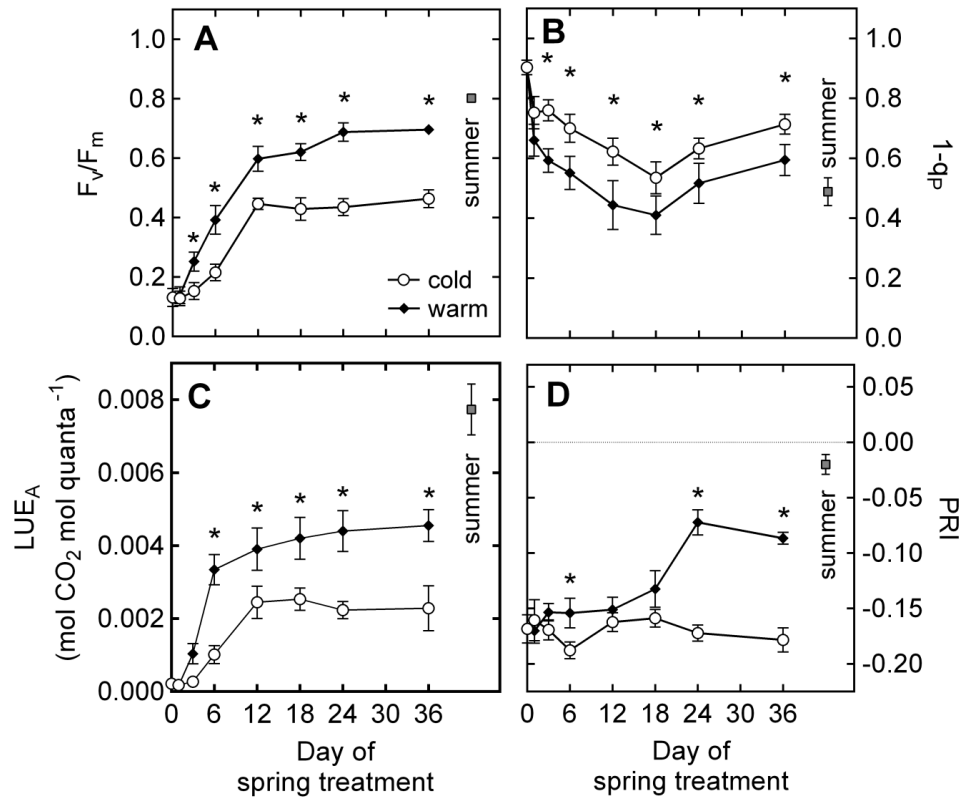 A
1.0
0.8
0.6
0.4
0.2
0.0
Fv/Fm
* * * * * * *
summer
cold
warm
B
1.0
0.8
0.6
0.4
0.2
0.0
1-qP
* * * * * *
summer
C
0.008
0.006
0.004
0.002
0.000
LUEA
(mol CO2 mol quanta-1)
* * * * *
summer
0 6 12 18 24 30 36
Day of
spring treatment
D
0.05
0.00
-0.05
-0.10
-0.15
-0.20
PRI
* * *
summer
0 6 12 18 24 30 36
Day of
spring treatment